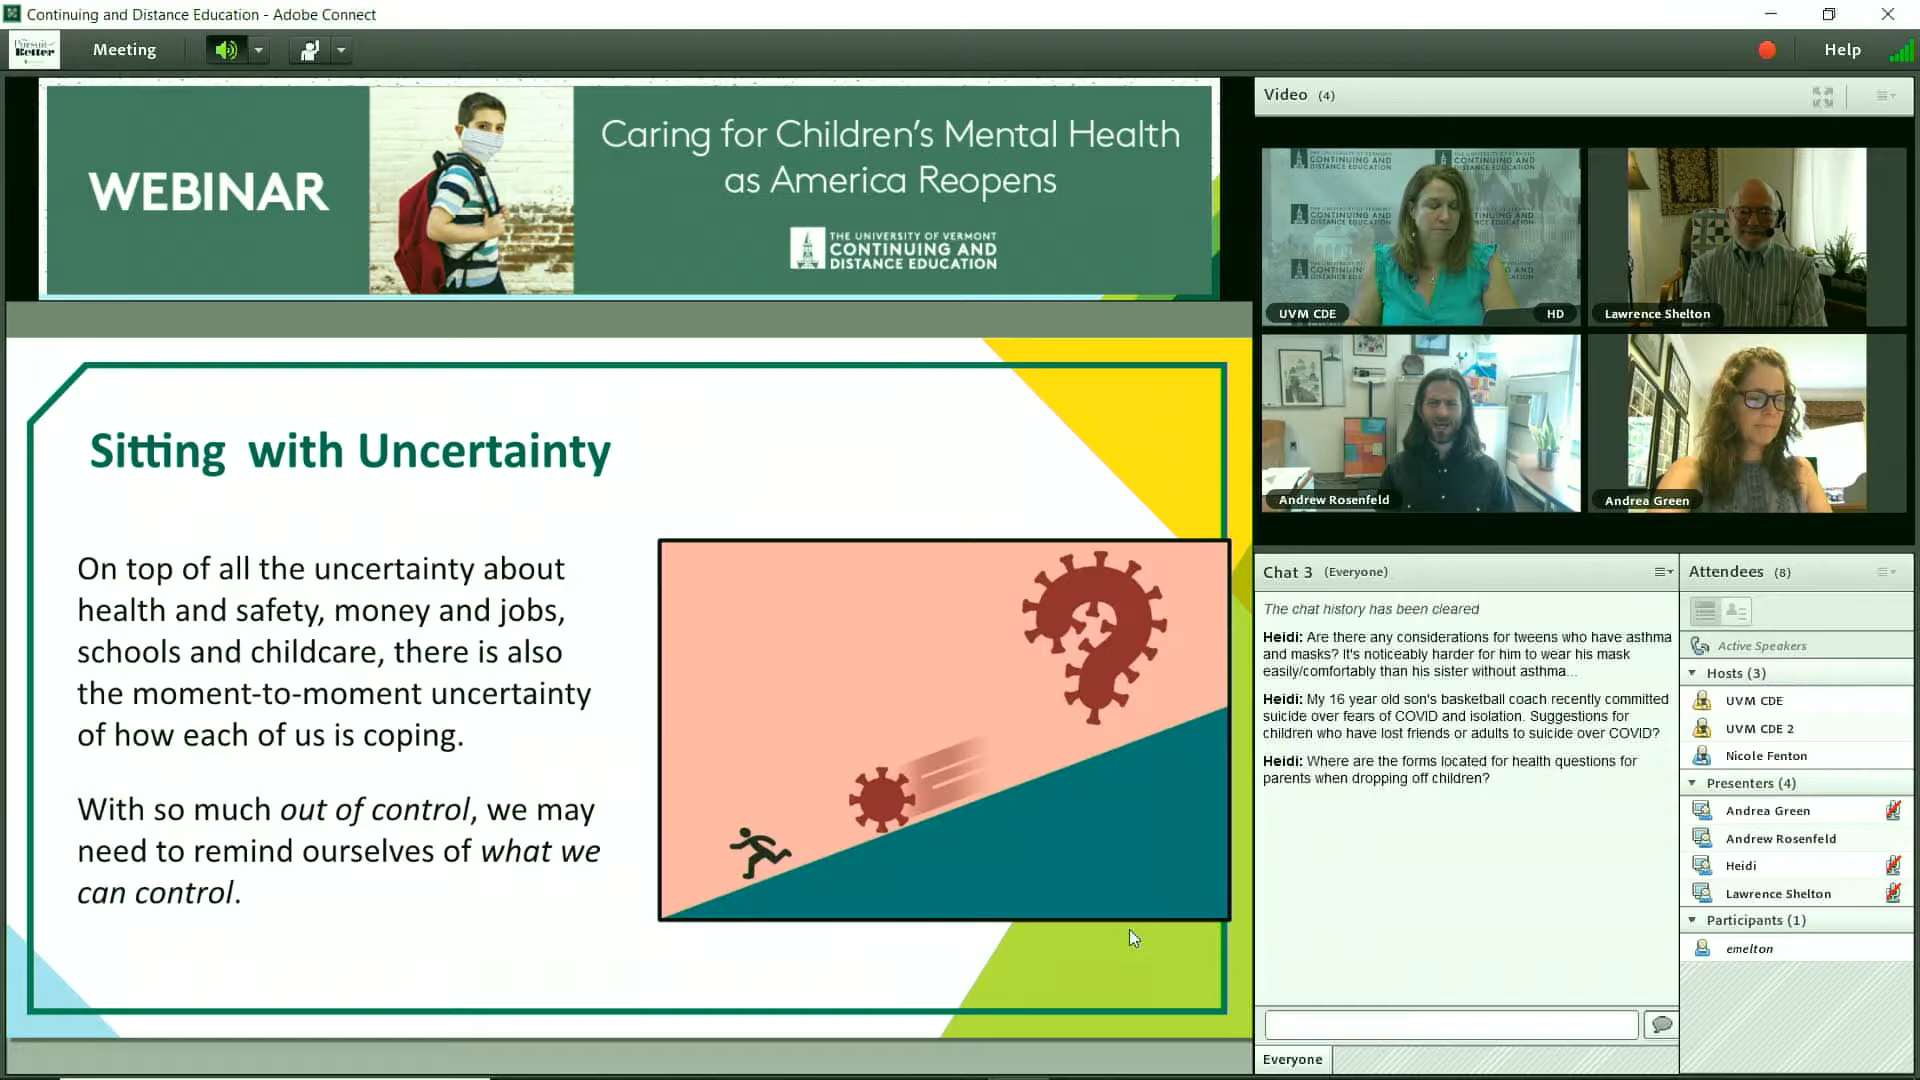 Continuing and Distance Education - Adobe Connect
Pursuit of
Better
Meeting
Help
WEBINAR
Caring for Children's Mental Health
as America Reopens
THE UNIVERSITY OF VERMONT
CONTINUING AND
DISTANCE EDUCATION
Sitting with Uncertainty
On top of all the uncertainty about
health and safety, money and jobs,
schools and childcare, there is also
the moment-to-moment uncertainty
of how each of us is coping.
With so much out of control, we may
need to remind ourselves of what we
can control.
Video (4)
UVM CDE
HD
Lawrence Shelton
Andrew Rosenfeld
Andrea Green
Chat 3 (Everyone)
The chat history has been cleared
Heidi: Are there any considerations for tweens who have asthma
and masks? It's noticeably harder for him to wear his mask
easily/comfortably than his sister without asthma...
Heidi: My 16 year old son's basketball coach recently committed
suicide over fears of COVID and isolation. Suggestions for
children who have lost friends or adults to suicide over COVID?
Heidi: Where are the forms located for health questions for
parents when dropping off children?
Everyone
Attendees (8)
Active Speakers
Hosts (3)
UVM CDE
UVM CDE 2
Nicole Fenton
Presenters (4)
Andrea Green
Andrew Rosenfeld
Heidi
Lawrence Shelton
Participants (1)
emelton